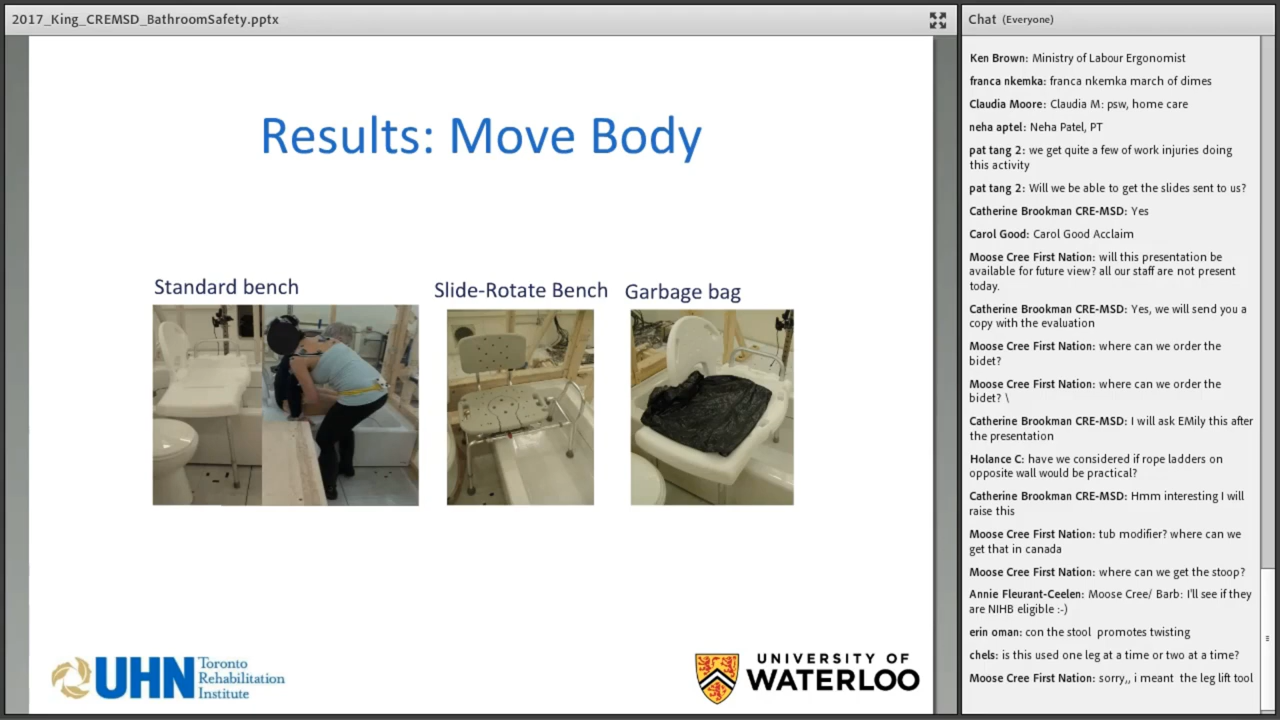 2017_King_CREMSD_BathroomSafety.pptx
Results: Move Body
Standard bench
Slide-Rotate Bench
Garbage bag
UHN Toronto
Rehabilitation
Institute
UNIVERSITY OF
WATERLOO
Chat (Everyone)
Ken Brown: Ministry of Labour Ergonomist
franca nkemka: franca nkemka march of dimes
Claudia Moore: Claudia M: psw, home care
neha aptel: Neha Patel, PT
pat tang 2: we get quite a few of work injuries doing
this activity
pat tang 2: Will we be able to get the slides sent to us?
Catherine Brookman CRE-MSD: Yes
Carol Good: Carol Good Acclaim
Moose Cree First Nation: will this presentation be
available for future view? all our staff are not present
today.
Catherine Brookman CRE-MSD: Yes, we will send you a
copy with the evaluation
Moose Cree First Nation: where can we order the
bidet?
Moose Cree First Nation: where can we order the
bidet? \
Catherine Brookman CRE-MSD: I will ask EMily this after
the presentation
Holance C: have we considered if rope ladders on
opposite wall would be practical?
Catherine Brookman CRE-MSD: Hmm interesting I will
raise this
Moose Cree First Nation: tub modifier? where can we
get that in canada
Moose Cree First Nation: where can we get the stoop?
Annie Fleurant-Ceelen: Moose Cree/ Barb: I'll see if they
are NIHB eligible :-)
erin oman: con the stool  promotes twisting
chels: is this used one leg at a time or two at a time?
Moose Cree First Nation: sorry,, i meant  the leg lift tool